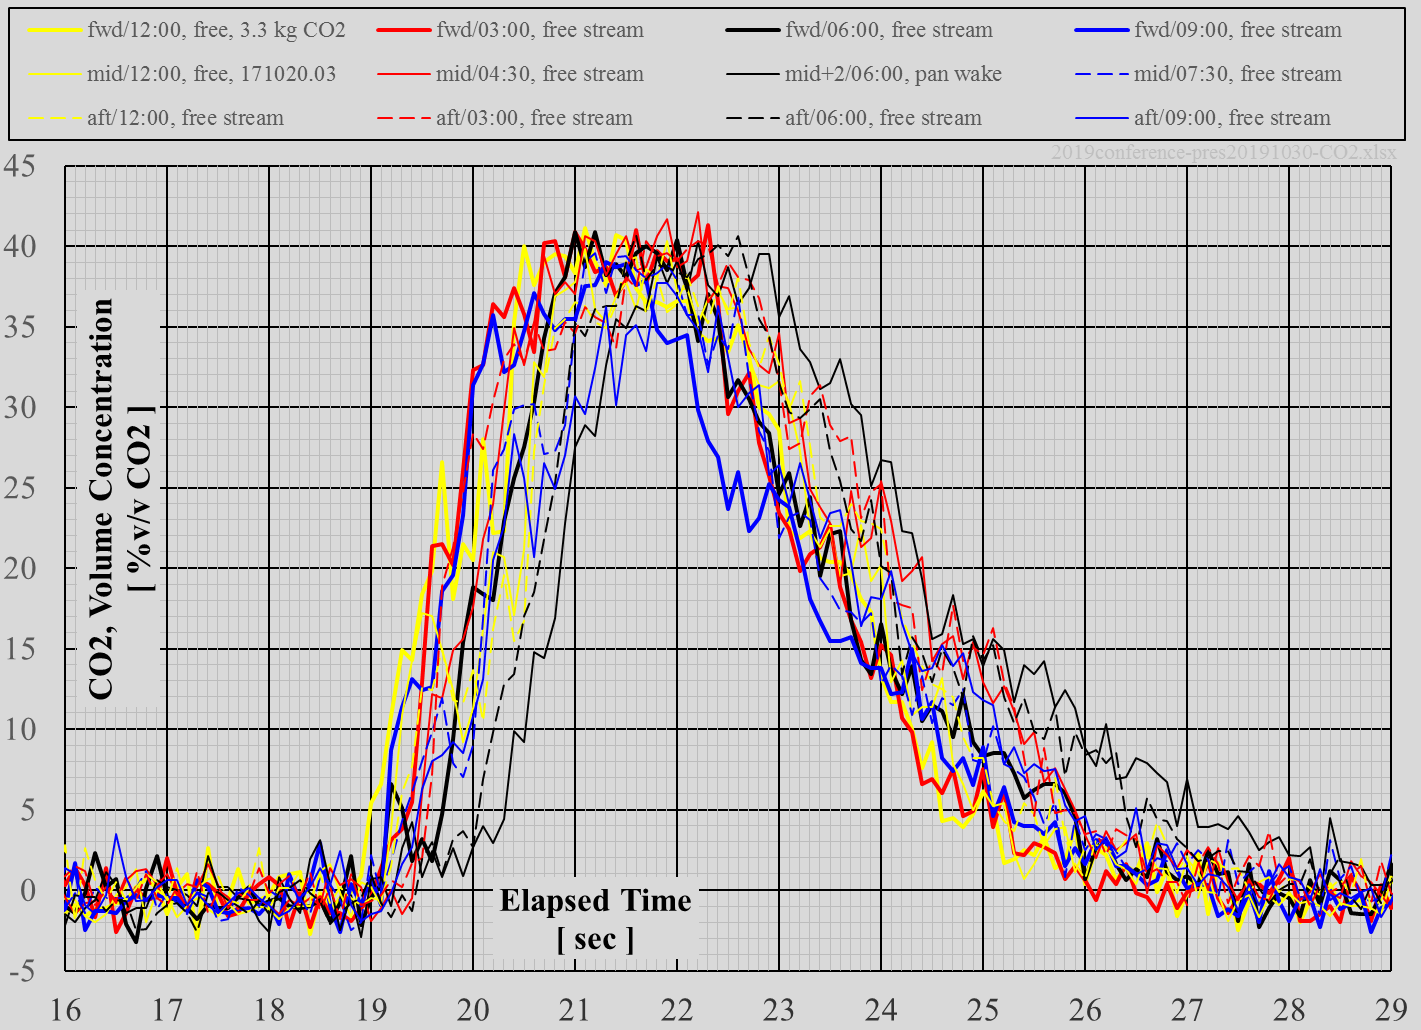 fwd/12:00, free, 3.3 kg CO2 fwd/03:00, free stream fwd/06:00, free stream fwd/09:00, free stream
mid/12:00, free, 171020.03 mid/04:30, free stream mid+2/06:00, pan wake mid/07:30, free stream
aft/12:00, free stream aft/03:00, free stream aft/06:00, free stream aft/09:00, free stream
2019conference-pres20191030-CO2.xlsx
45
40
35
30
25
20
15
10
5
0
-5
CO2, Volume Concentration
[ %v/v CO2 ]
Elapsed Time
[ sec ]
16 17 18 19 20 21 22 23 24 25 26 27 28 29